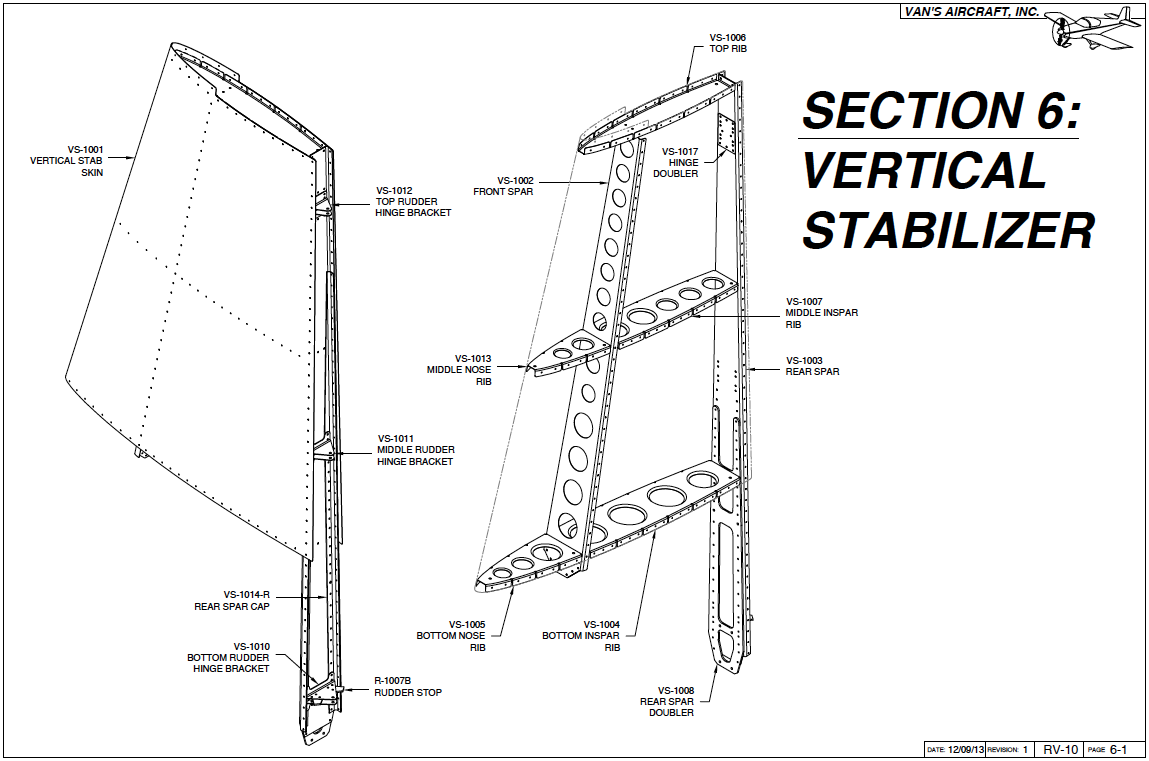 VAN'S AIRCRAFT, INC.
SECTION 6:
VERTICAL
STABILIZER
VS-1001
VERTICAL STAB
SKIN
VS-1012
TOP RUDDER
HINGE BRACKET
VS-1011
MIDDLE RUDDER
HINGE BRACKET
VS-1014-R
REAR SPAR CAP
VS-1010
BOTTOM RUDDER
HINGE BRACKET
R-1007B
RUDDER STOP
VS-1006
TOP RIB
VS-1017
HINGE
DOUBLER
VS-1002
FRONT SPAR
VS-1007
MIDDLE INSPAR
RIB
VS-1013
MIDDLE NOSE
RIB
VS-1003
REAR SPAR
VS-1005
BOTTOM NOSE
RIB
VS-1004
BOTTOM INSPAR
RIB
VS-1008
REAR SPAR
DOUBLER
DATE: 12/09/13 REVISION: 1 RV-10 PAGE 6-1